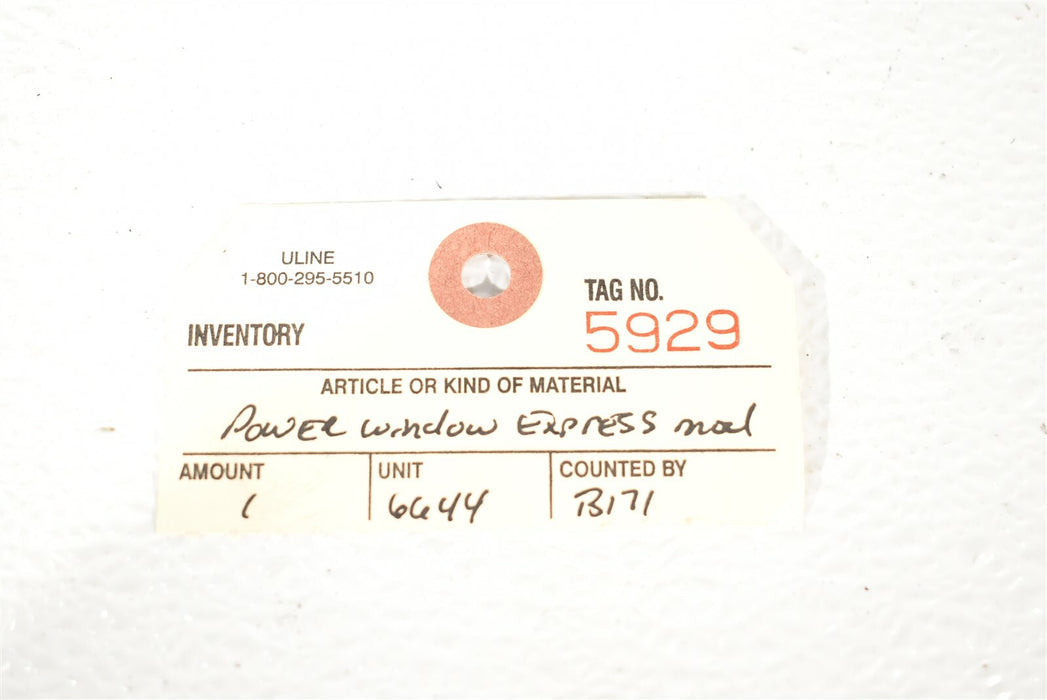 ULINE
1-800-295-5510
TAG NO.
INVENTORY
5929
ARTICLE OR KIND OF MATERIAL
Power window Express mod
AMOUNT UNIT COUNTED BY
1 6644 B171